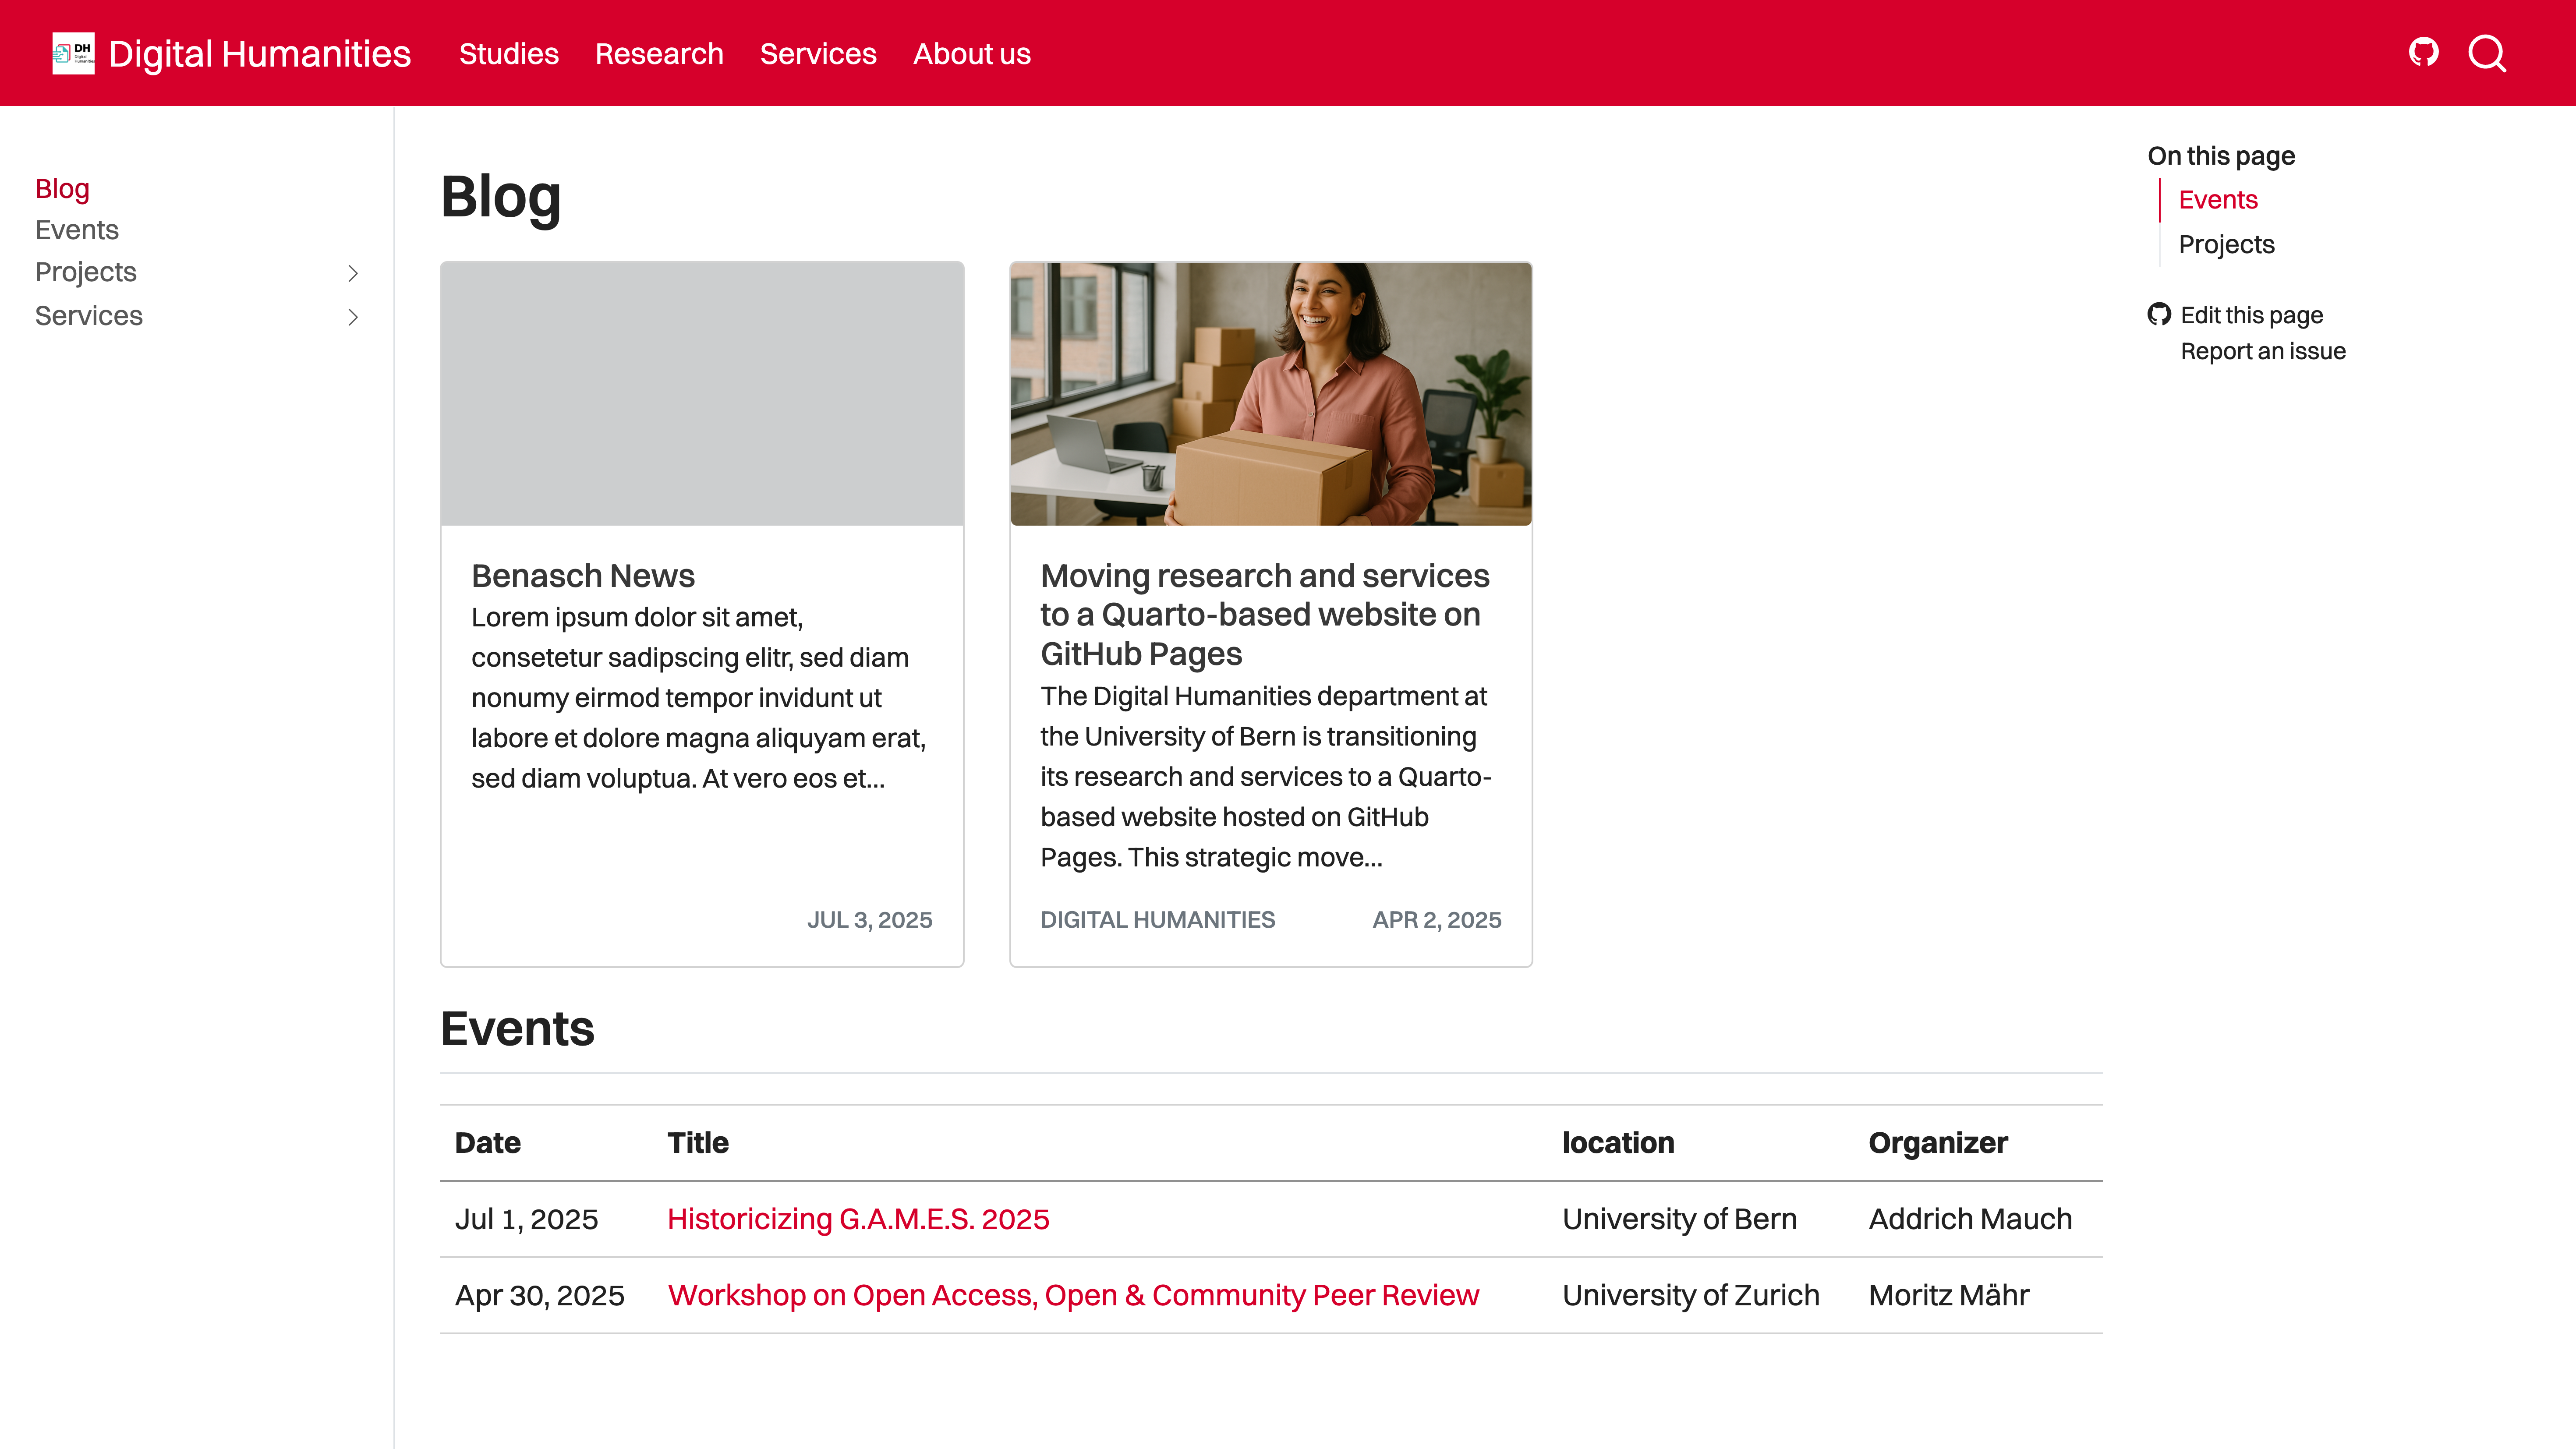 DH
Digital
Humanities
Digital Humanities
Studies
Research
Services
About us
Blog
Events
Projects
Services
Blog
Benasch News
Lorem ipsum dolor sit amet,
consetetur sadipscing elitr, sed diam
nonumy eirmod tempor invidunt ut
labore et dolore magna aliquyam erat,
sed diam voluptua. At vero eos et...
JUL 3, 2025
Moving research and services
to a Quarto-based website on
GitHub Pages
The Digital Humanities department at
the University of Bern is transitioning
its research and services to a Quarto-
based website hosted on GitHub
Pages. This strategic move...
DIGITAL HUMANITIES APR 2, 2025
Events
Date Title location Organizer
Jul 1, 2025 Historicizing G.A.M.E.S. 2025 University of Bern Addrich Mauch
Apr 30, 2025 Workshop on Open Access, Open & Community Peer Review University of Zurich Moritz Mähr
On this page
Events
Projects
Edit this page
Report an issue